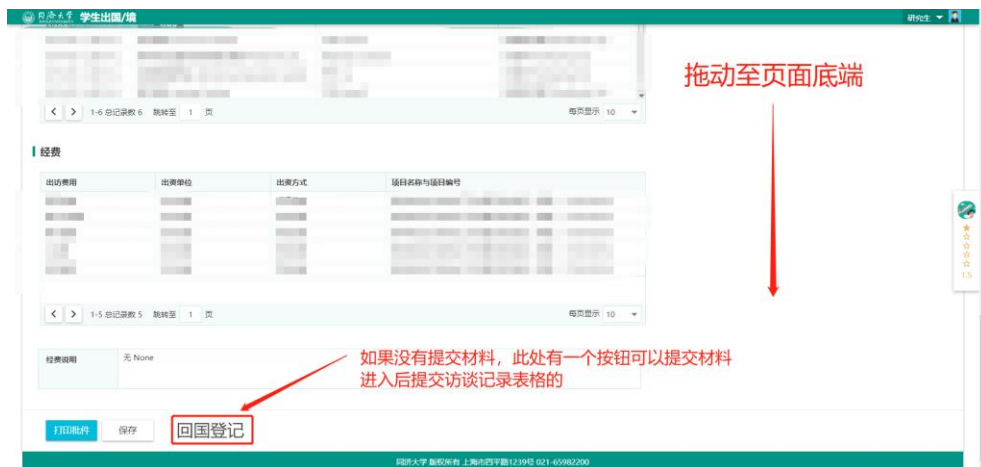 同济大学 学生出国/境
研究生
拖动至页面底端
1-6 总记录数 6 跳转至 1 页
每页显示 10
经费
出访费用 出资单位 出资方式 项目名称与项目编号
1.5
1-5 总记录数 5 跳转至 1 页
每页显示 10
经费说明 无 None
如果没有提交材料，此处有一个按钮可以提交材料
进入后提交访谈记录表格的
打印批件 保存 回国登记
同济大学 版权所有 上海市四平路1239号 021-65982200